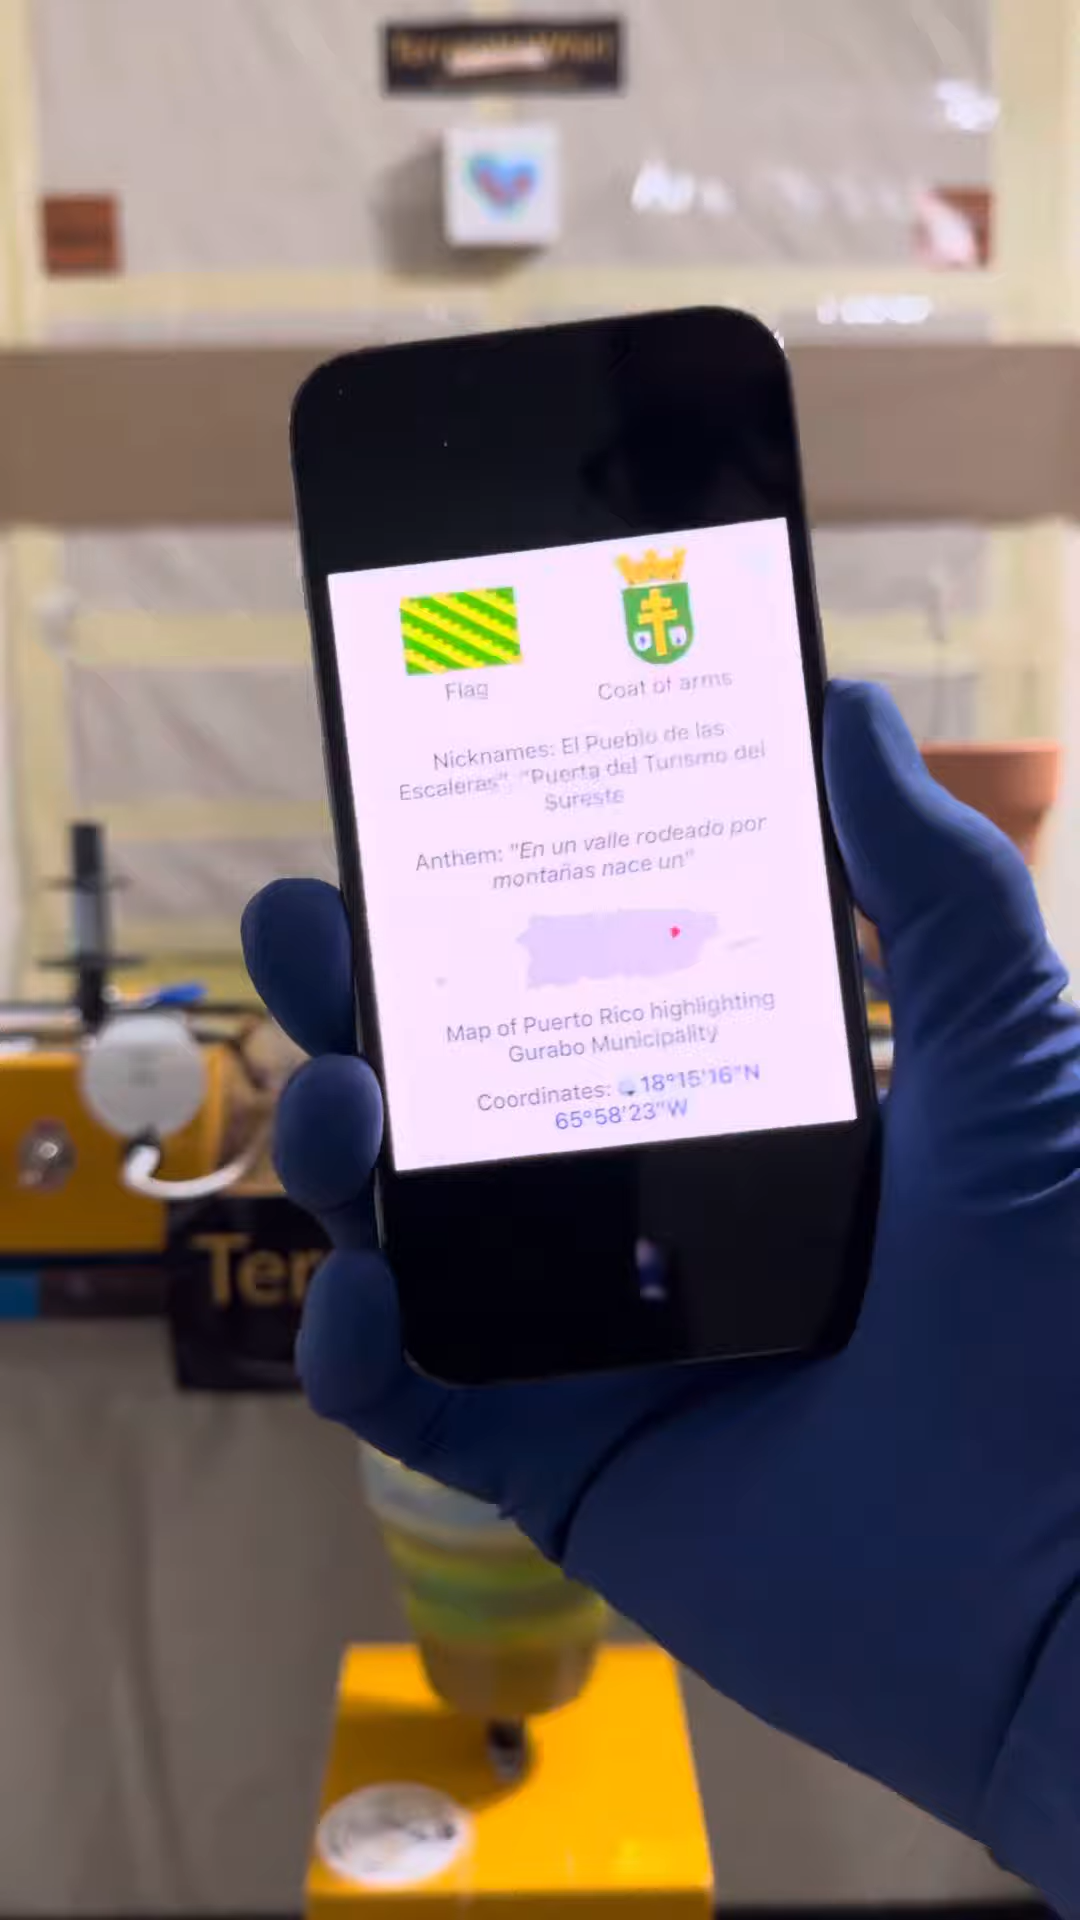 Flag
Coat of arms
Nicknames: El Pueblo de las
Escaleras" "Puerta del Turismo del
Sureste
Anthem: "En un valle rodeado por
montañas nace un"
Map of Puerto Rico highlighting
Gurabo Municipality
Coordinates: 18°15'16"N
65°58'23"W
Ter